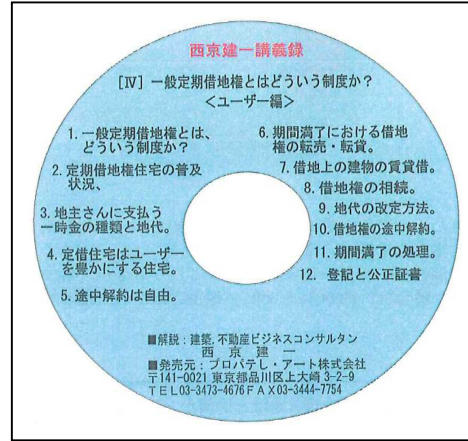 西京建一講義録
[Ⅳ] 一般定期借地権とはどういう制度か？
＜ユーザー編＞
1. 一般定期借地権とは、
どういう制度か？
2. 定期借地権住宅の普及
状況、
3. 地主さんに支払う
一時金の種類と地代。
4. 定借住宅はユーザー
を豊かにする住宅。
5. 途中解約は自由。
6. 期間満了における借地
権の転売・転貸。
7. 借地上の建物の賃貸借。
8. 借地権の相続。
9. 地代の改定方法。
10. 借地権の途中解約。
11. 期間満了の処理。
12. 登記と公正証書
■解説：建築.不動産ビジネスコンサルタン
西 京 建 一
■発売元：プロパテし・アート株式会社
〒141-0021 東京都品川区上大崎 3-2-9
ＴＥＬ03-3473-4676ＦＡＸ03-3444-7754